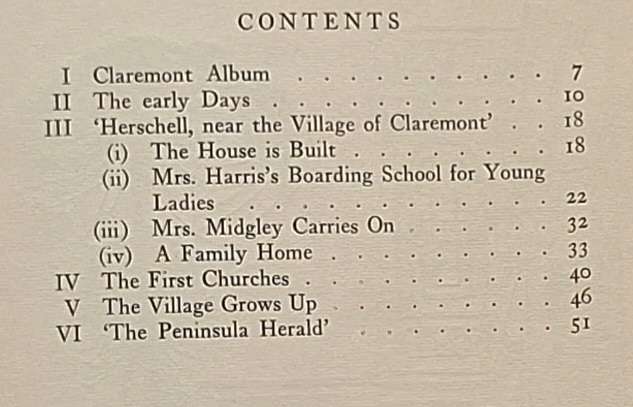 CONTENTS
I Claremont Album . . . . . . . . . . 7
II The early Days . . . . . . . . . . . 10
III ‘Herschell, near the Village of Claremont’ . . 18
(i) The House is Built . . . . . . . . 18
(ii) Mrs. Harris’s Boarding School for Young
Ladies . . . . . . . . . . . . 22
(iii) Mrs. Midgley Carries On . . . . . . 32
(iv) A Family Home . . . . . . . . . 33
IV The First Churches . . . . . . . . . . 40
V The Village Grows Up . . . . . . . . . 46
VI ‘The Peninsula Herald’ . . . . . . . . 51